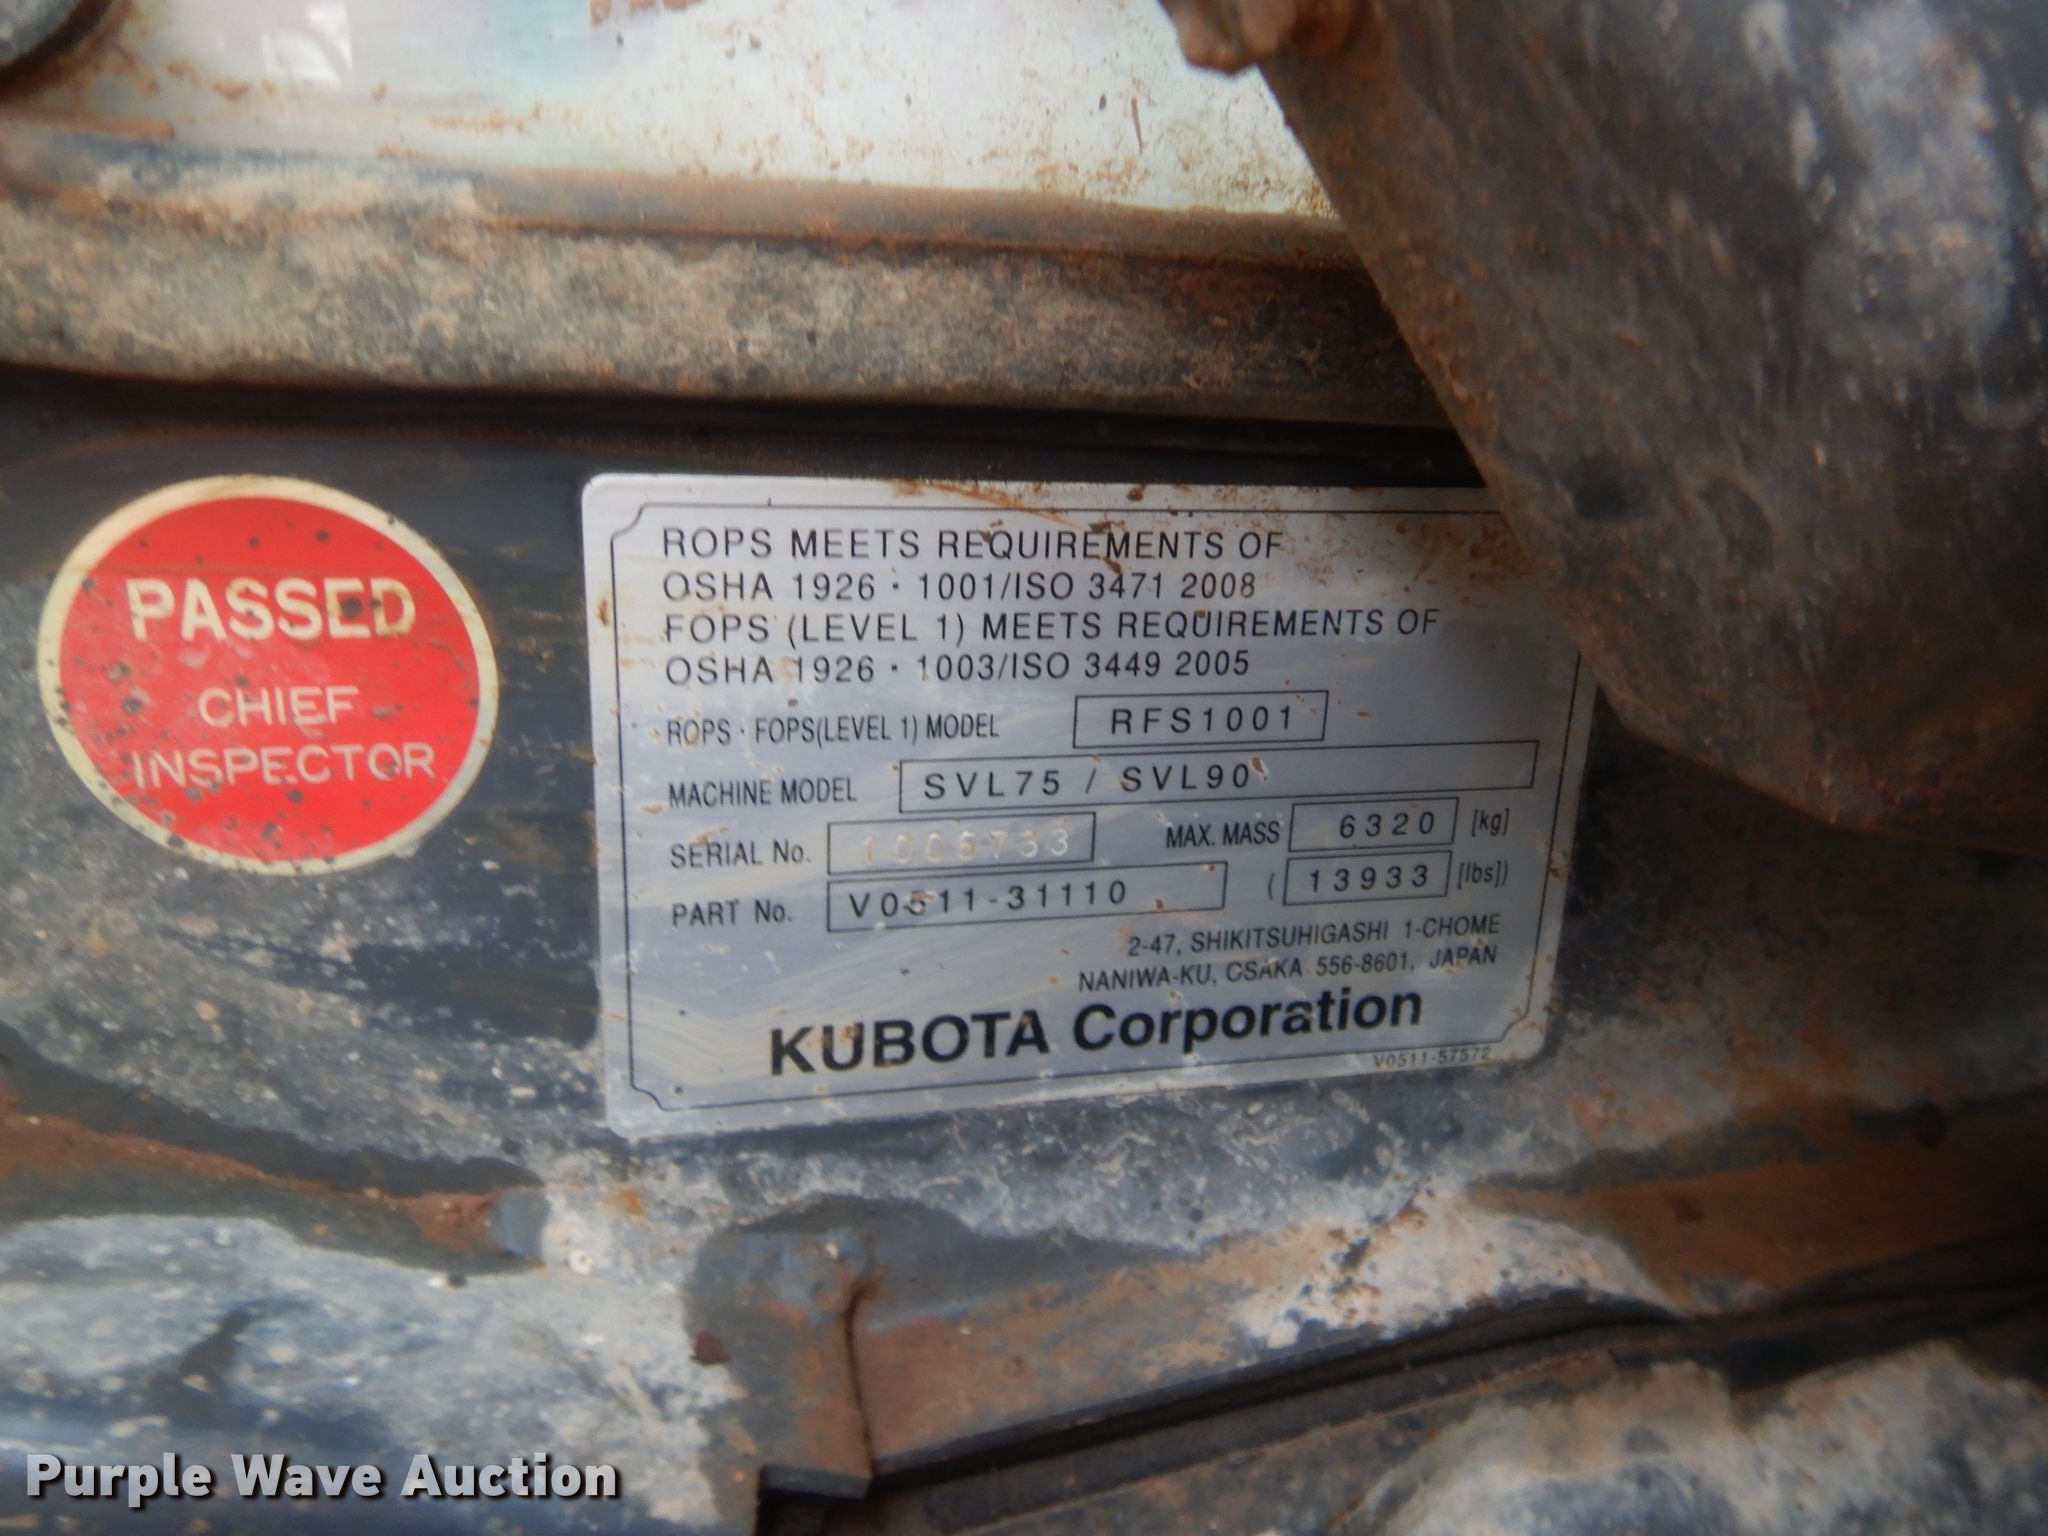 PASSED
CHIEF
INSPECTOR
ROPS MEETS REQUIREMENTS OF
OSHA 1926・1001/ISO 3471 2008
FOPS (LEVEL 1) MEETS REQUIREMENTS OF
OSHA 1926・1003/ISO 3449 2005
ROPS・FOPS(LEVEL 1) MODEL RFS1001
MACHINE MODEL SVL75 / SVL90
SERIAL No. 1006733 MAX. MASS 6320 [kg]
PART No. V0511-31110 ( 13933 [lbs])
2-47, SHIKITSUHIGASHI 1-CHOME
NANIWA-KU, OSAKA 556-8601, JAPAN
KUBOTA Corporation
V0511-57572
Purple Wave Auction